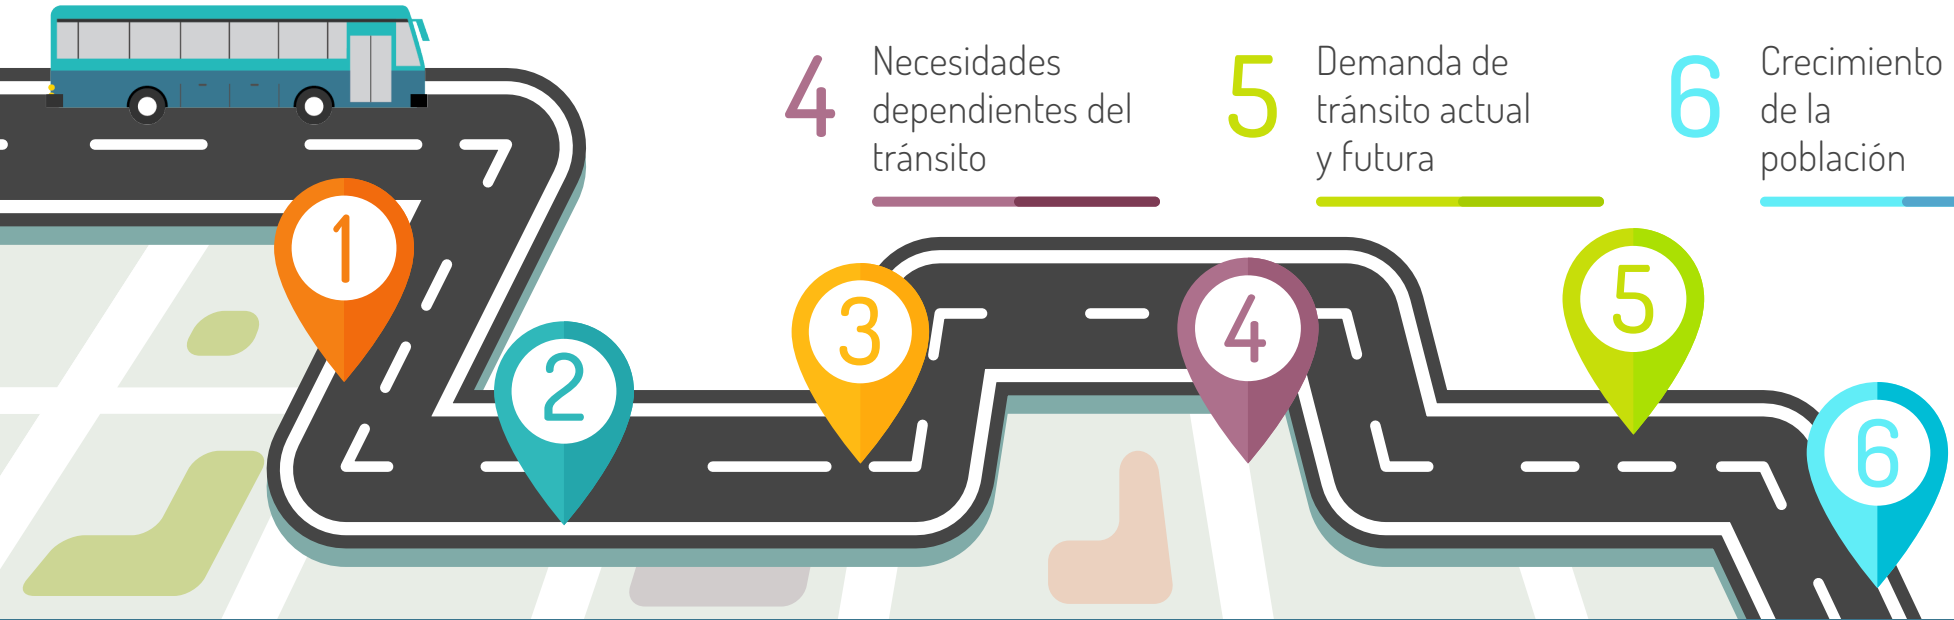 4
Necesidades
dependientes del
tránsito
5
Demanda de
tránsito actual
y futura
6
Crecimiento
de la
población
1
2
3
4
5
6